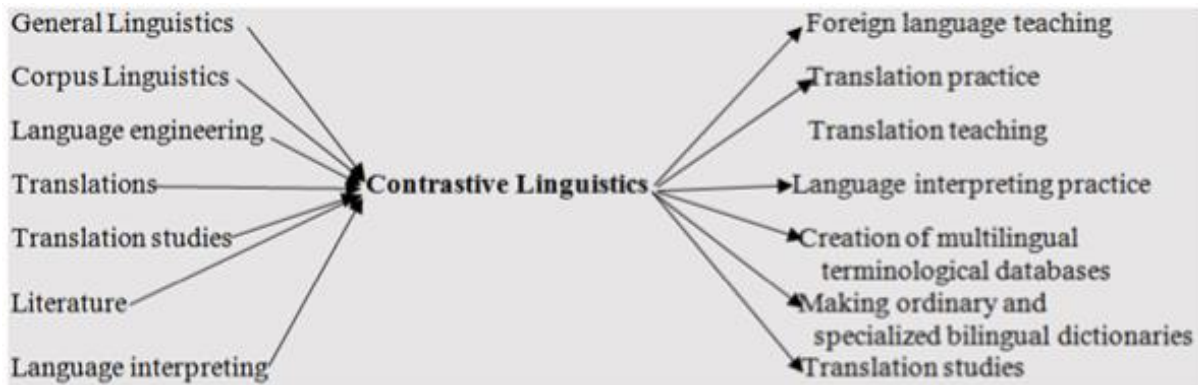 General Linguistics
Corpus Linguistics
Language engineering
Translations
Translation studies
Literature
Language interpreting
Contrastive Linguistics
Foreign language teaching
Translation practice
Translation teaching
Language interpreting practice
Creation of multilingual
terminological databases
Making ordinary and
specialized bilingual dictionaries
Translation studies